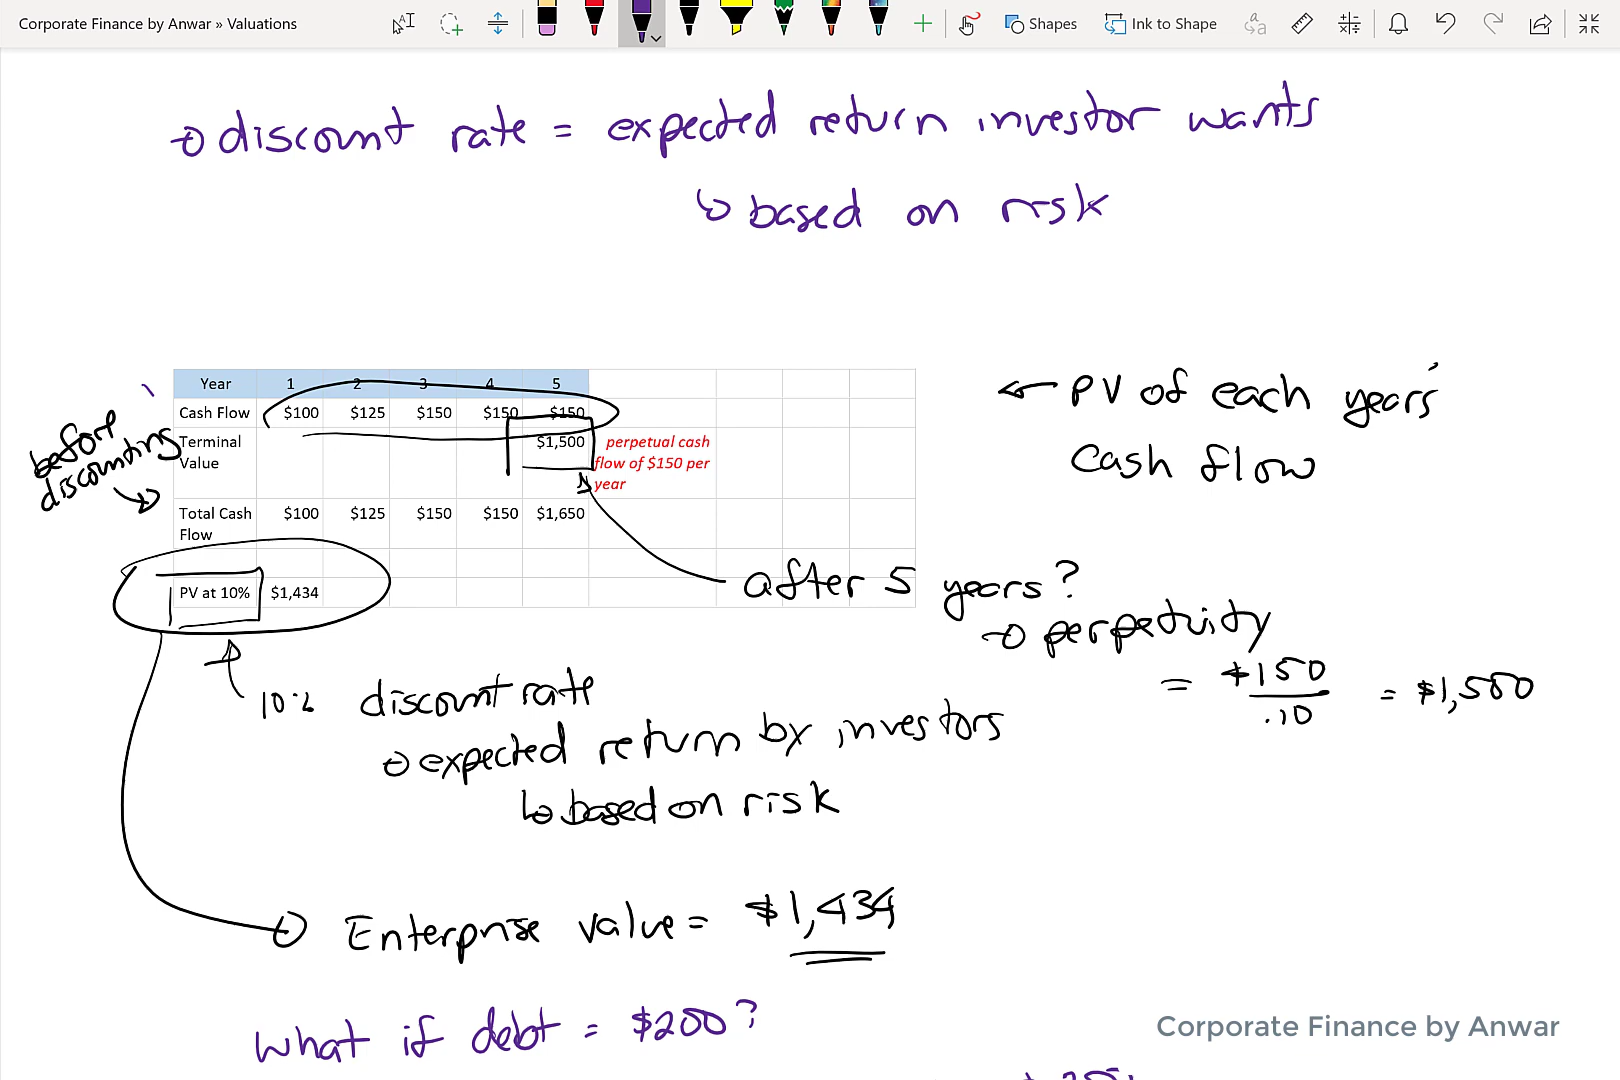 Corporate Finance by Anwar » Valuations
Shapes
Ink to Shape
discount rate = expected return investor wants
based on risk
Year 1 2 3 4 5
Cash Flow $100 $125 $150 $150 $150
Terminal Value $1,500 perpetual cash flow of $150 per year
Total Cash Flow $100 $125 $150 $150 $1,650
PV at 10% $1,434
before discounting
PV of each years'
cash flow
after 5 years?
perpetuity
= $150 / .10 = $1,500
10% discount rate
expected return by investors
based on risk
Enterprise value = $1,434
What if debt = $200?
Corporate Finance by Anwar